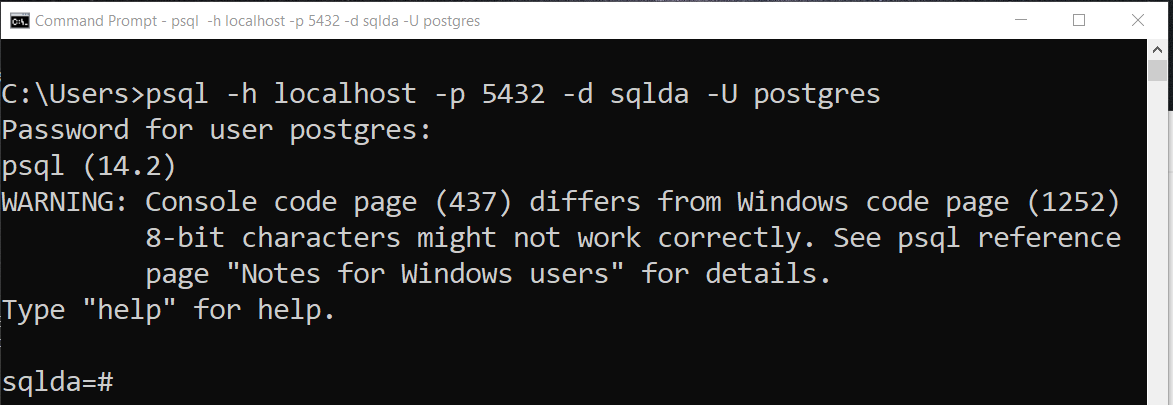 Command Prompt - psql -h localhost -p 5432 -d sqlda -U postgres
C:\Users>psql -h localhost -p 5432 -d sqlda -U postgres
Password for user postgres:
psql (14.2)
WARNING: Console code page (437) differs from Windows code page (1252)
         8-bit characters might not work correctly. See psql reference
         page "Notes for Windows users" for details.
Type "help" for help.
sqlda=#